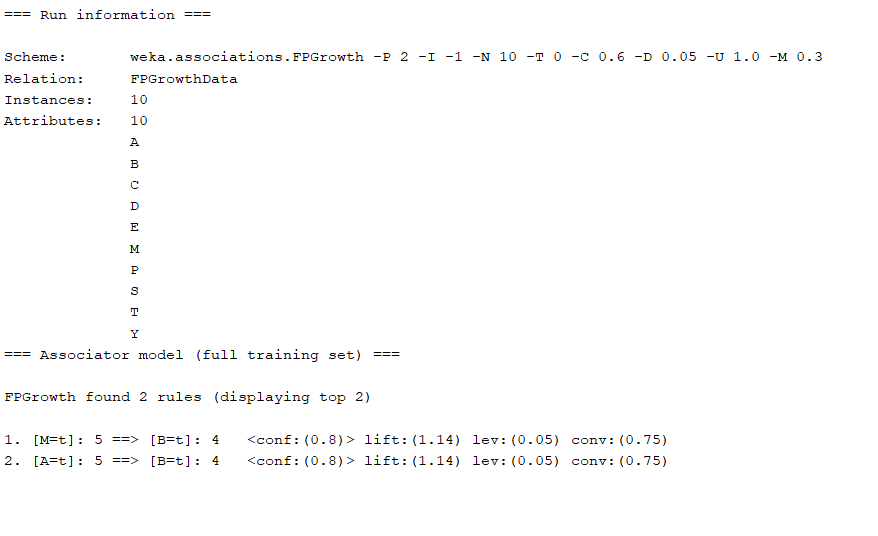 === Run information ===
Scheme: weka.associations.FPGrowth -P 2 -I -1 -N 10 -T 0 -C 0.6 -D 0.05 -U 1.0 -M 0.3
Relation: FPGrowthData
Instances: 10
Attributes: 10
A
B
C
D
E
M
P
S
T
Y
=== Associator model (full training set) ===
FPGrowth found 2 rules (displaying top 2)
1. [M=t]: 5 ==> [B=t]: 4 <conf:(0.8)> lift:(1.14) lev:(0.05) conv:(0.75)
2. [A=t]: 5 ==> [B=t]: 4 <conf:(0.8)> lift:(1.14) lev:(0.05) conv:(0.75)